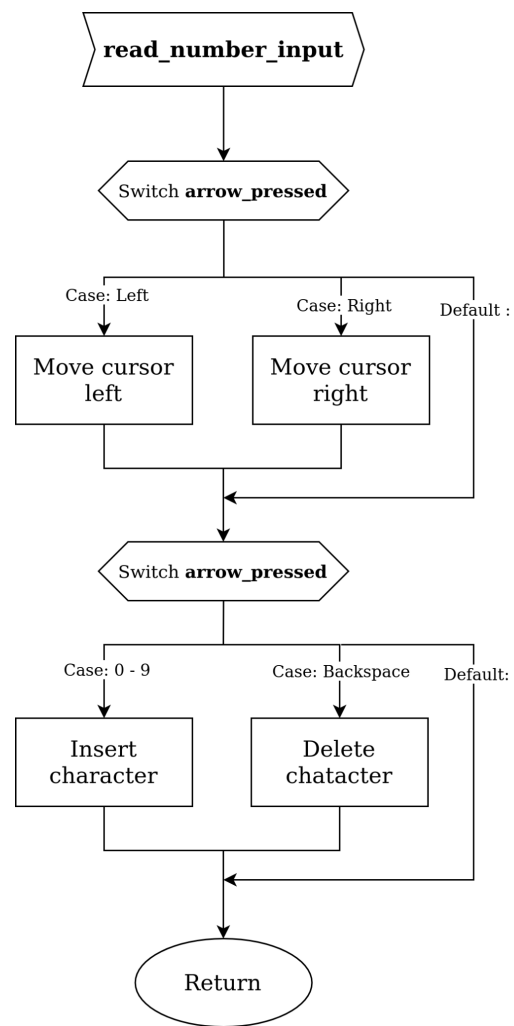 read_number_input
Switch arrow_pressed
Case: Left
Case: Right
Default :
Move cursor
left
Move cursor
right
Switch arrow_pressed
Case: 0 - 9
Case: Backspace
Default:
Insert
character
Delete
chatacter
Return